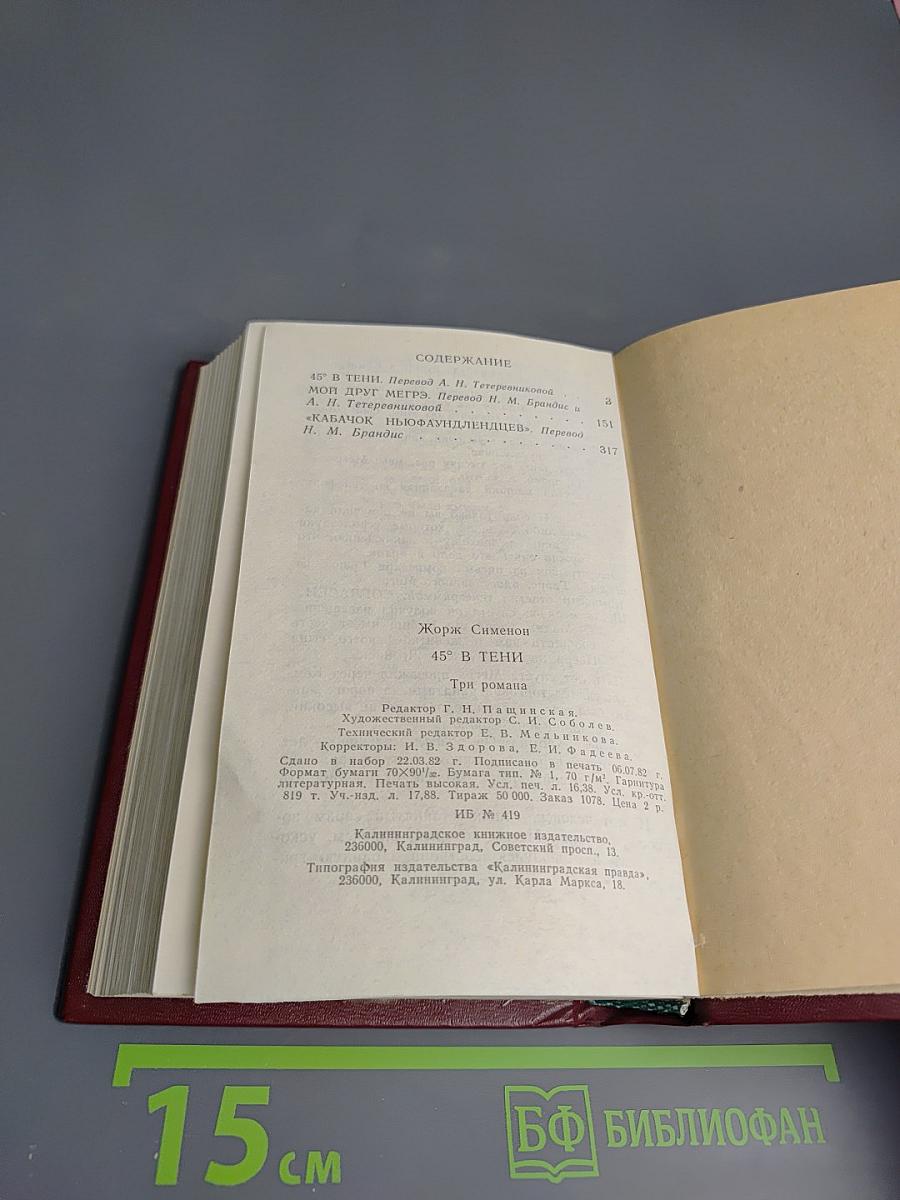 СОДЕРЖАНИЕ
45° В ТЕНИ. Перевод А. Н. Тетеревниковой . . 3
МОЙ ДРУГ МЕГРЭ. Перевод Н. М. Брандис и
А. Н. Тетеревниковой . . . . . . . . . . 151
«КАБАЧОК НЬЮФАУНДЛЕНДЦЕВ». Перевод
Н. М. Брандис . . . . . . . . . . . . . 317
Жорж Сименон
45° В ТЕНИ
Три романа
Редактор Г. Н. Пащинская.
Художественный редактор С. И. Соболев.
Технический редактор Е. В. Мельникова.
Корректоры: И. В. Здорова, Е. И. Фадеева.
Сдано в набор 22.03.82 г. Подписано в печать 06.07.82 г.
Формат бумаги 70×90¹/₃₂. Бумага тип. № 1, 70 г/м². Гарнитура
литературная. Печать высокая. Усл. печ. л. 16,38. Усл. кр.-отт.
819 т. Уч.-изд. л. 17,88. Тираж 50 000. Заказ 1078. Цена 2 р.
ИБ № 419
Калининградское книжное издательство,
236000, Калининград, Советский просп., 13.
Типография издательства «Калининградская правда»,
236000, Калининград, ул. Карла Маркса, 18.
15 см
БФ БИБЛИОФАН